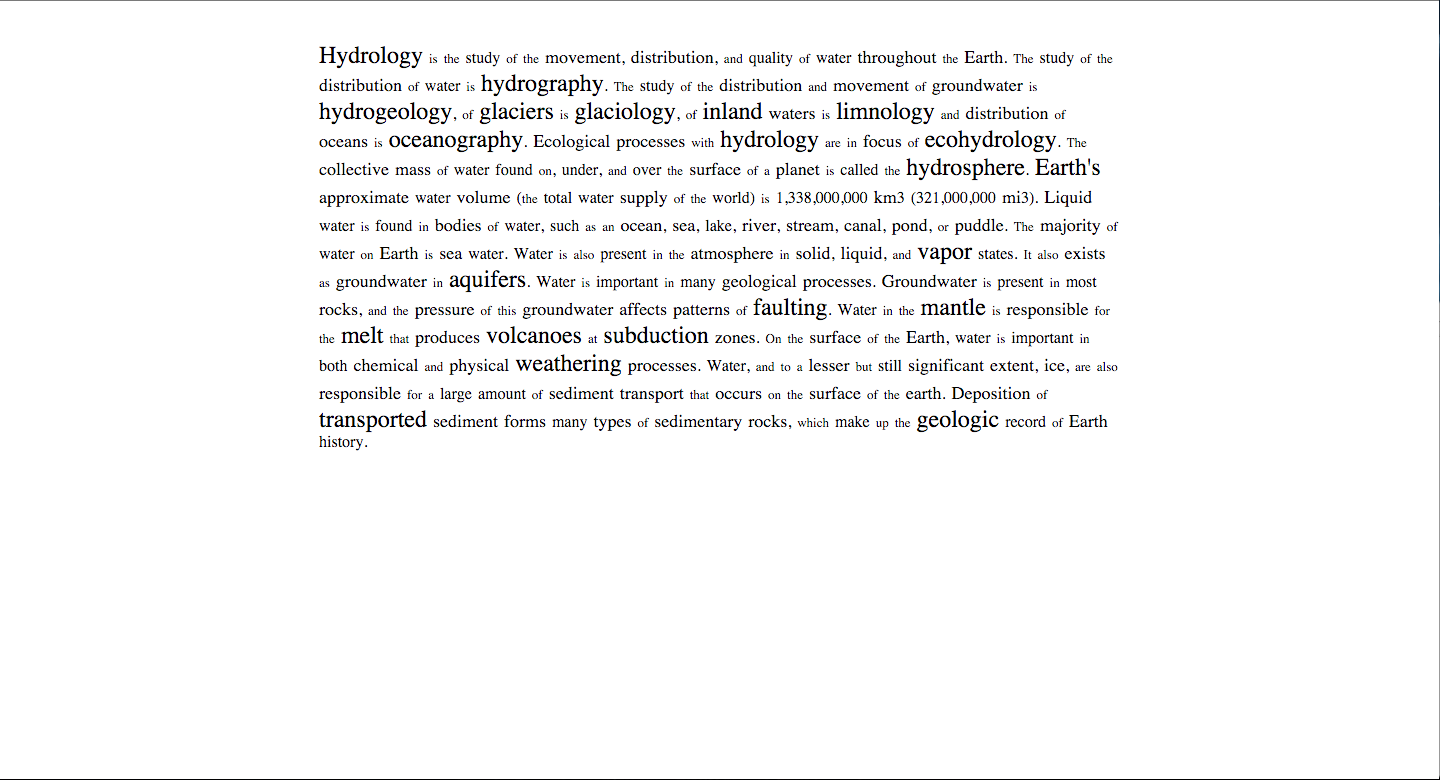 Hydrology is the study of the movement, distribution, and quality of water throughout the Earth. The study of the
distribution of water is hydrography. The study of the distribution and movement of groundwater is
hydrogeology, of glaciers is glaciology, of inland waters is limnology and distribution of
oceans is oceanography. Ecological processes with hydrology are in focus of ecohydrology. The
collective mass of water found on, under, and over the surface of a planet is called the hydrosphere. Earth's
approximate water volume (the total water supply of the world) is 1,338,000,000 km3 (321,000,000 mi3). Liquid
water is found in bodies of water, such as an ocean, sea, lake, river, stream, canal, pond, or puddle. The majority of
water on Earth is sea water. Water is also present in the atmosphere in solid, liquid, and vapor states. It also exists
as groundwater in aquifers. Water is important in many geological processes. Groundwater is present in most
rocks, and the pressure of this groundwater affects patterns of faulting. Water in the mantle is responsible for
the melt that produces volcanoes at subduction zones. On the surface of the Earth, water is important in
both chemical and physical weathering processes. Water, and to a lesser but still significant extent, ice, are also
responsible for a large amount of sediment transport that occurs on the surface of the earth. Deposition of
transported sediment forms many types of sedimentary rocks, which make up the geologic record of Earth
history.